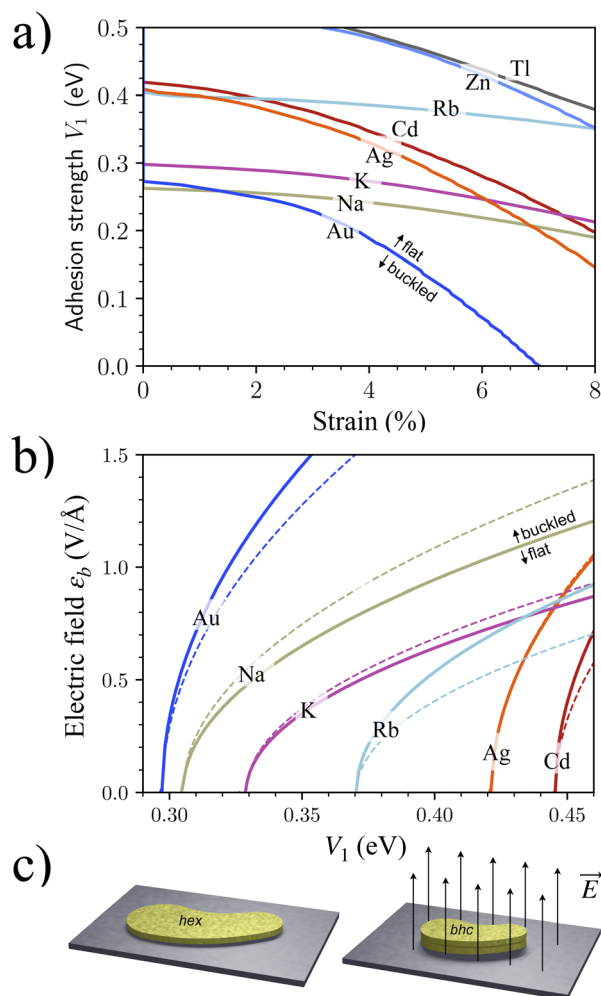 a)
Adhesion strength V₁ (eV)
0.5
0.4
0.3
0.2
0.1
0.0
Tl
Zn
Rb
Cd
Ag
K
Na
Au
↑ flat
↓ buckled
0 2 4 6 8
Strain (%)
b)
Electric field ε_b (V/Å)
1.5
1.0
0.5
0.0
↑ buckled
↓ flat
Au
Na
K
Rb
Ag
Cd
0.30 0.35 0.40 0.45
V₁ (eV)
c)
hex
bhc
E⃗